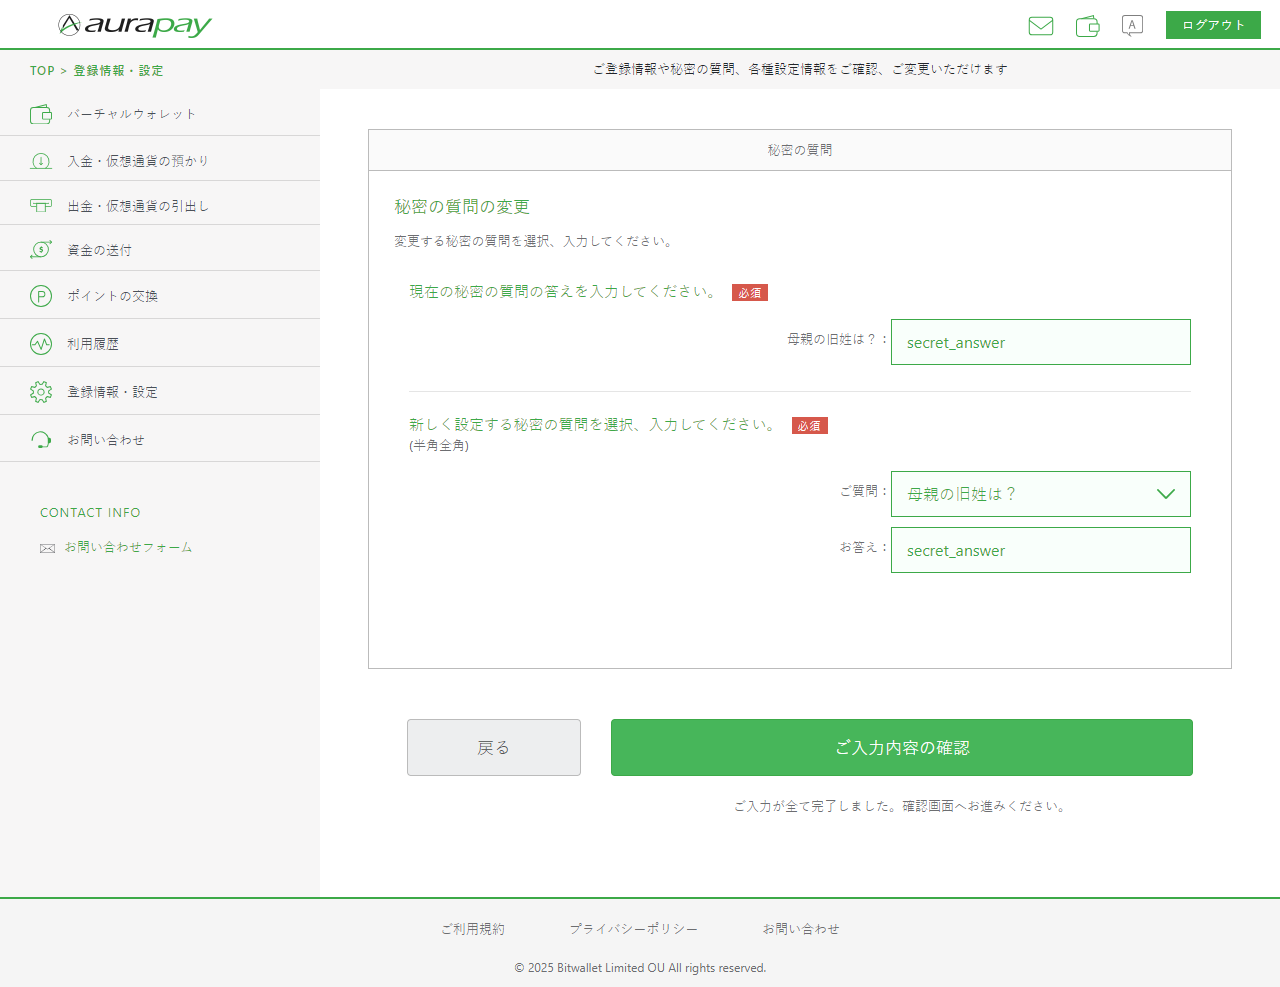 aurapay
A
ログアウト
TOP > 登録情報・設定
ご登録情報や秘密の質問、各種設定情報をご確認、ご変更いただけます
バーチャルウォレット
入金・仮想通貨の預かり
出金・仮想通貨の引出し
$ 資金の送付
P ポイントの交換
利用履歴
登録情報・設定
お問い合わせ
CONTACT INFO
お問い合わせフォーム
秘密の質問
秘密の質問の変更
変更する秘密の質問を選択、入力してください。
現在の秘密の質問の答えを入力してください。 必須
母親の旧姓は？： secret_answer
新しく設定する秘密の質問を選択、入力してください。 必須
(半角全角)
ご質問： 母親の旧姓は？
お答え： secret_answer
戻る
ご入力内容の確認
ご入力が全て完了しました。確認画面へお進みください。
ご利用規約 プライバシーポリシー お問い合わせ
© 2025 Bitwallet Limited OU All rights reserved.